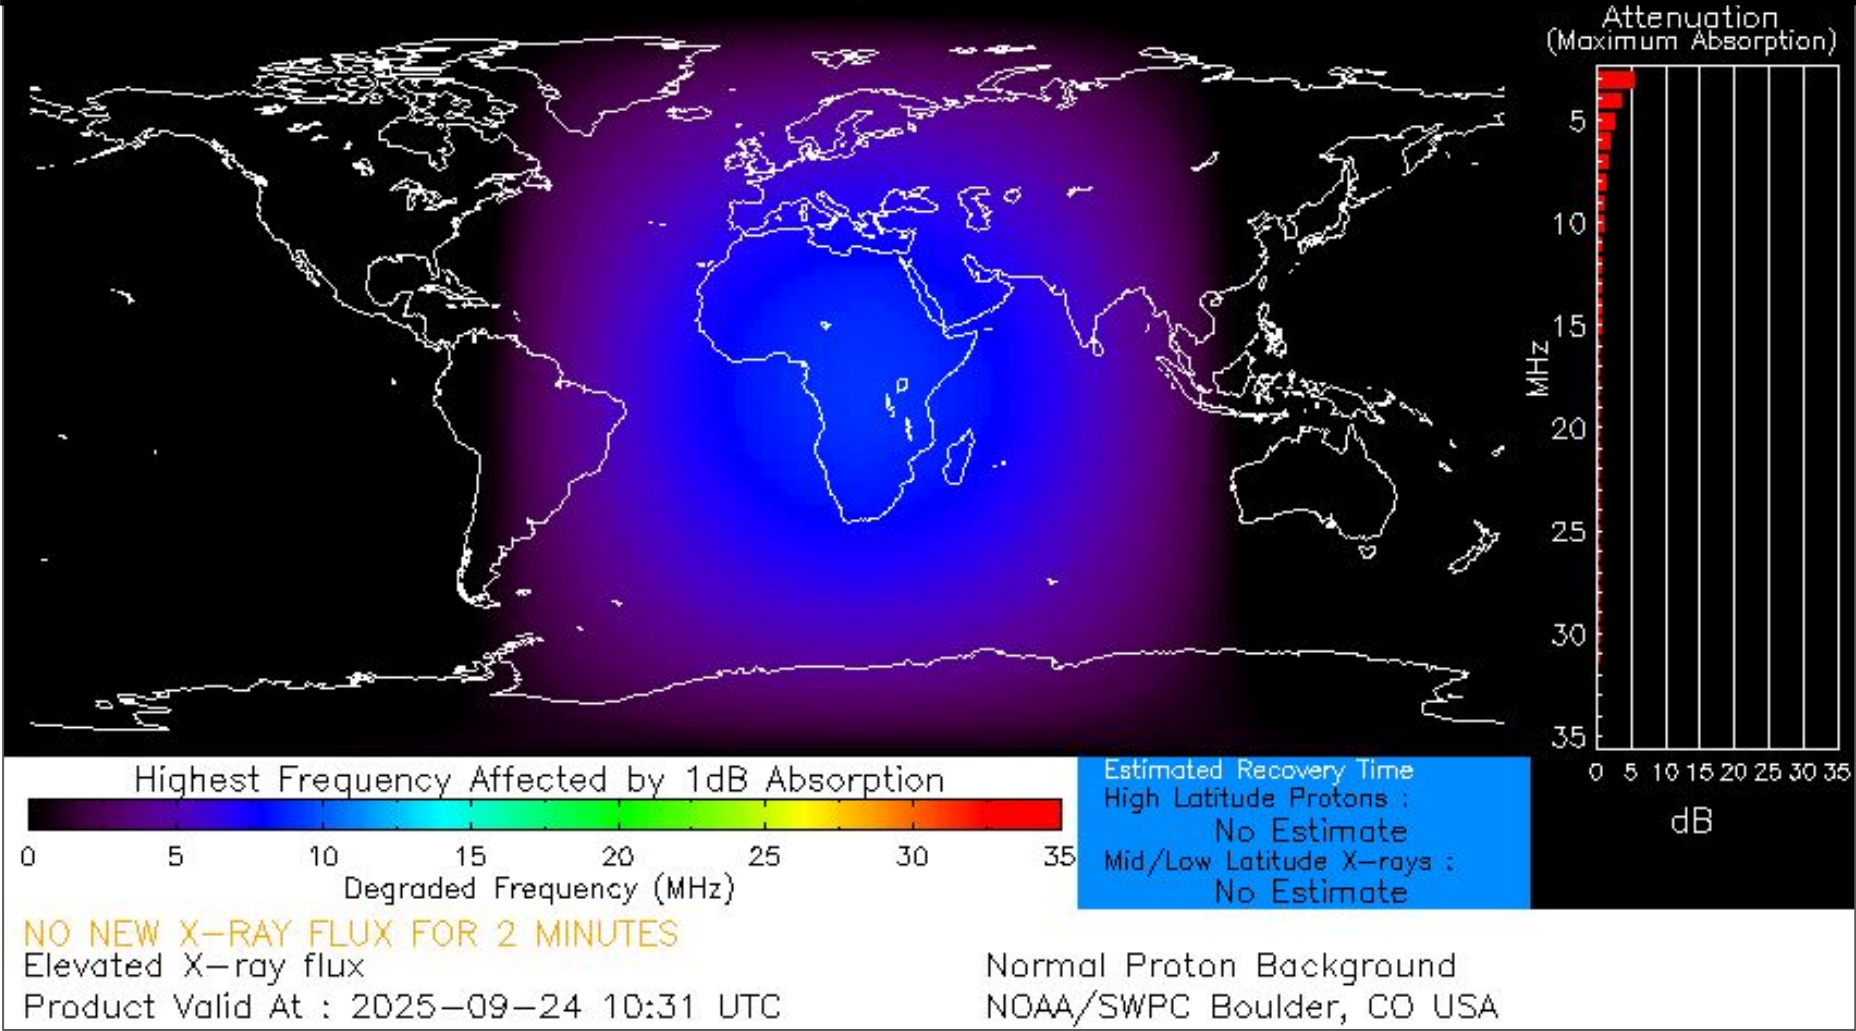 Attenuation
(Maximum Absorption)
5
10
15
20
25
30
35
MHz
0 5 10 15 20 25 30 35
dB
Highest Frequency Affected by 1dB Absorption
0 5 10 15 20 25 30 35
Degraded Frequency (MHz)
Estimated Recovery Time
High Latitude Protons :
No Estimate
Mid/Low Latitude X-rays :
No Estimate
NO NEW X-RAY FLUX FOR 2 MINUTES
Elevated X-ray flux
Normal Proton Background
Product Valid At : 2025-09-24 10:31 UTC
NOAA/SWPC Boulder, CO USA